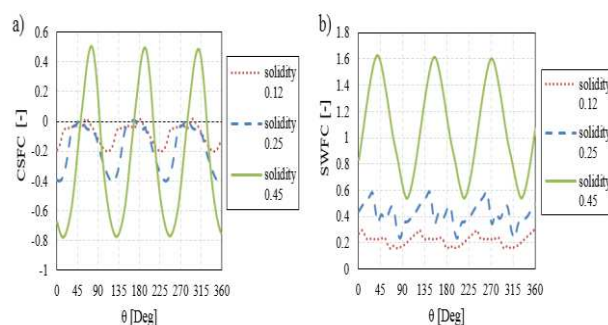 a)
0.6
0.4
0.2
0
-0.2
-0.4
-0.6
-0.8
-1
CSFC [-]
0 45 90 135 180 225 270 315 360
θ [Deg]
solidity
0.12
solidity
0.25
solidity
0.45
b)
1.8
1.6
1.4
1.2
1
0.8
0.6
0.4
0.2
0
SWFC [-]
0 45 90 135 180 225 270 315 360
θ [Deg]
solidity
0.12
solidity
0.25
solidity
0.45